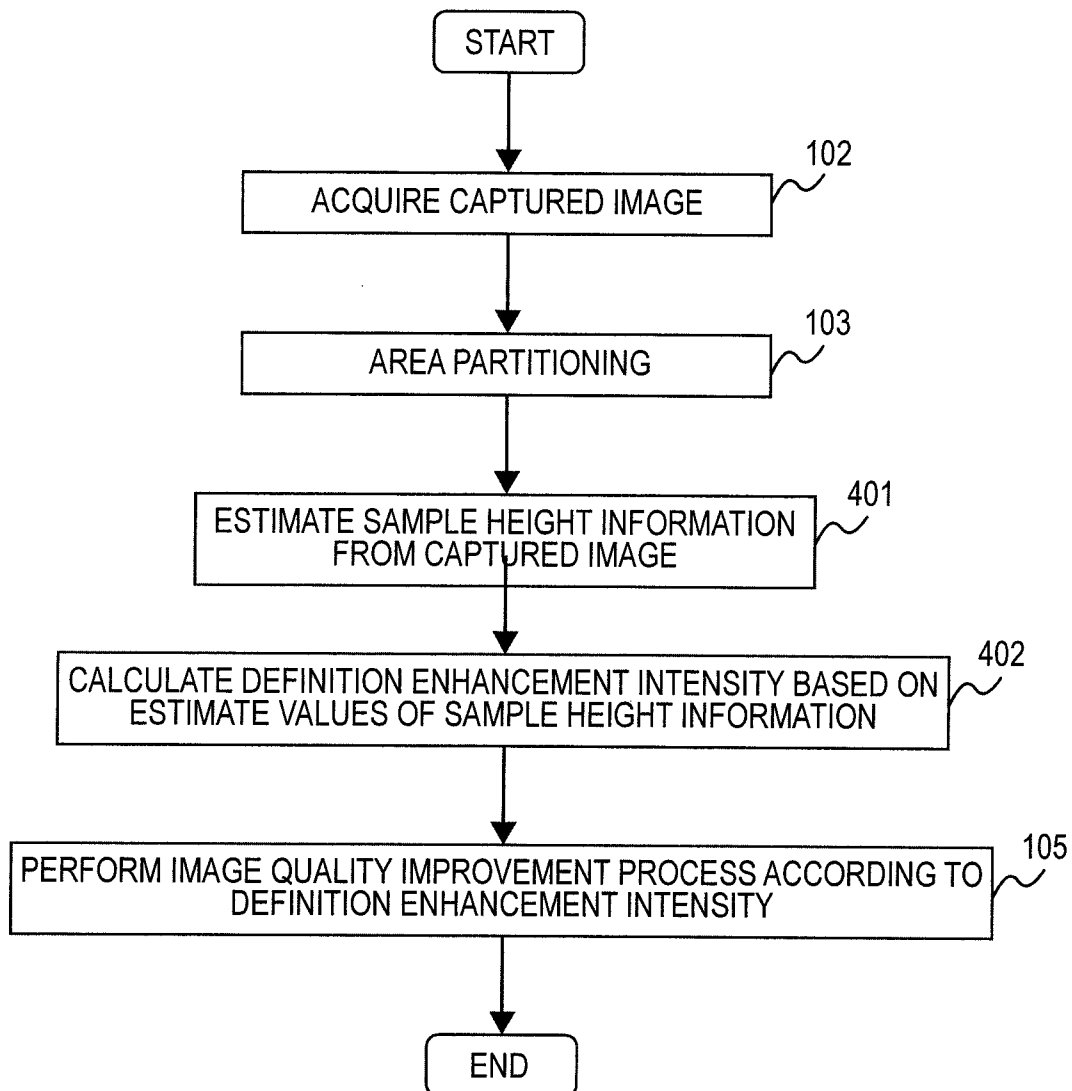 START
102
ACQUIRE CAPTURED IMAGE
103
AREA PARTITIONING
401
ESTIMATE SAMPLE HEIGHT INFORMATION
FROM CAPTURED IMAGE
402
CALCULATE DEFINITION ENHANCEMENT INTENSITY BASED ON
ESTIMATE VALUES OF SAMPLE HEIGHT INFORMATION
105
PERFORM IMAGE QUALITY IMPROVEMENT PROCESS ACCORDING TO
DEFINITION ENHANCEMENT INTENSITY
END